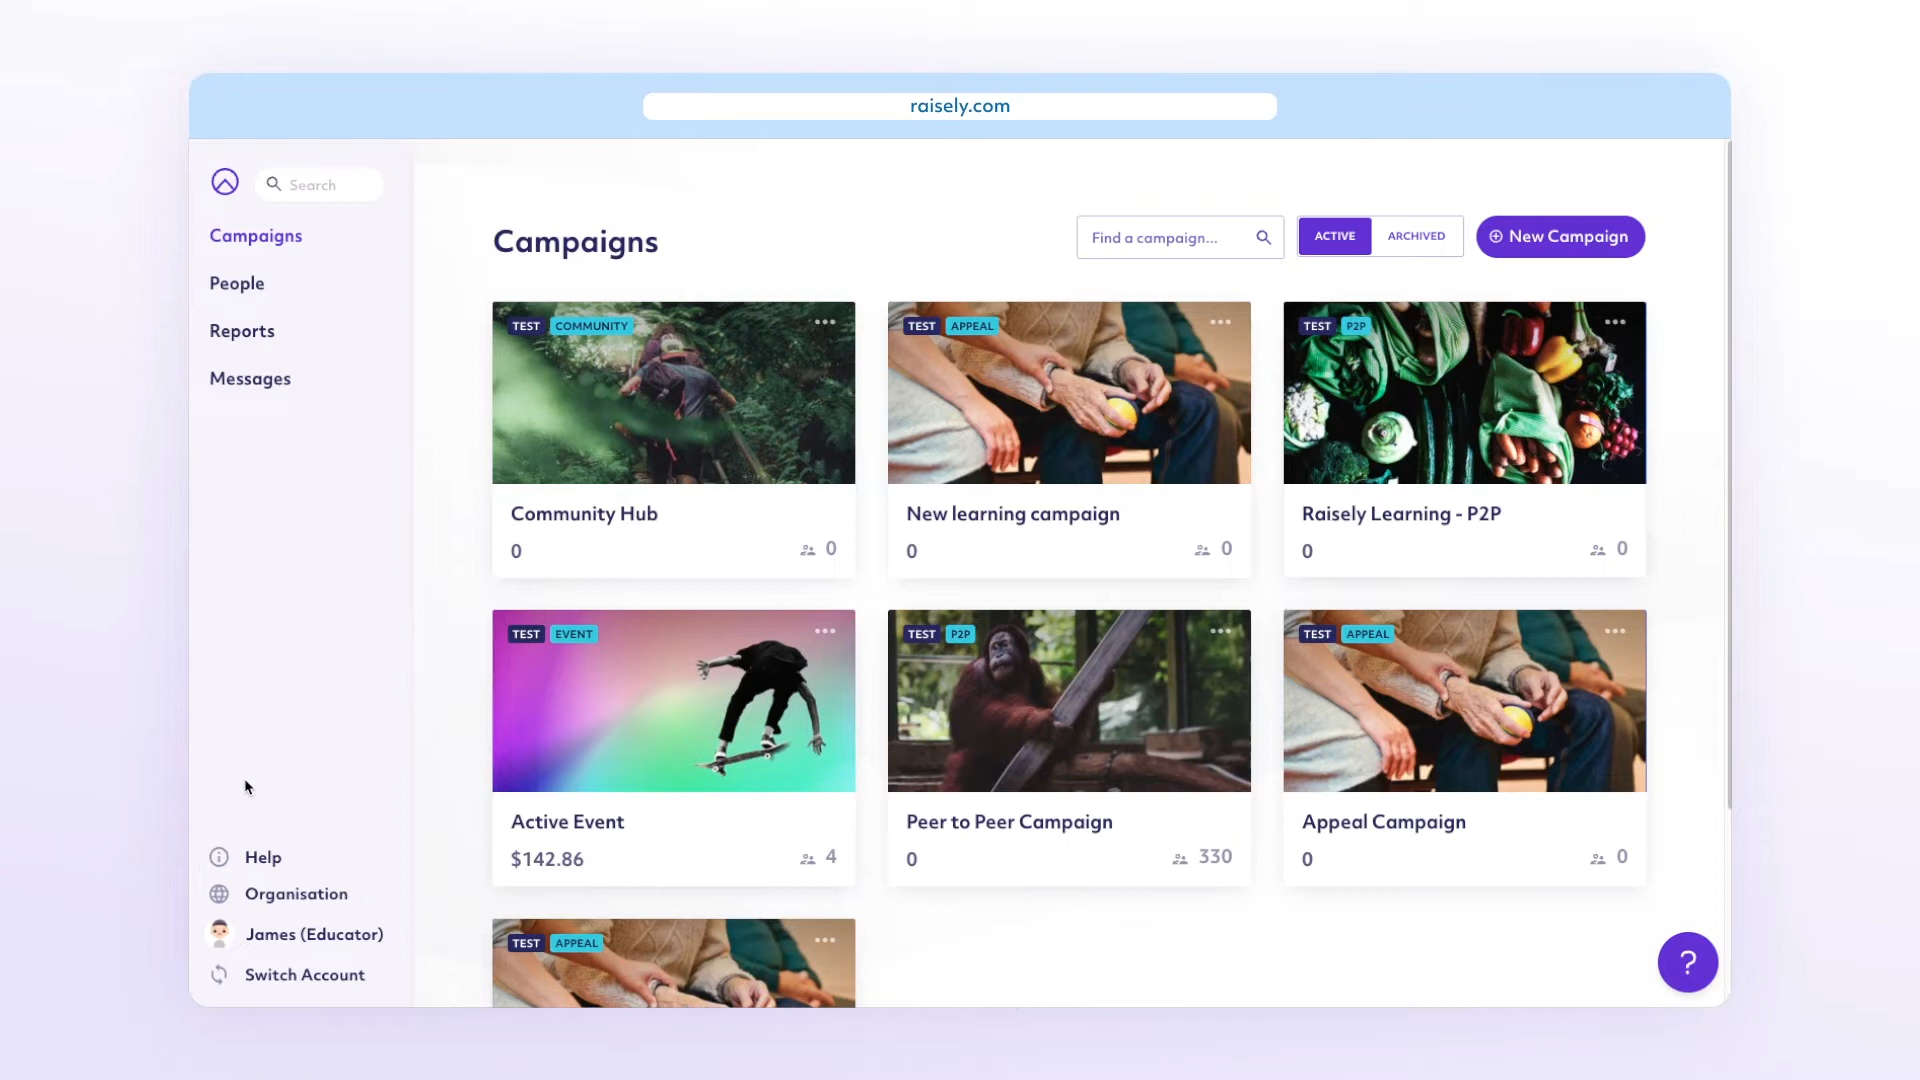 raisely.com
Search
Campaigns
People
Reports
Messages
Campaigns
Find a campaign...
ACTIVE
ARCHIVED
New Campaign
TEST COMMUNITY
Community Hub
0
0
TEST APPEAL
New learning campaign
0
0
TEST P2P
Raisely Learning - P2P
0
0
TEST EVENT
Active Event
$142.86
4
TEST P2P
Peer to Peer Campaign
0
330
TEST APPEAL
Appeal Campaign
0
0
TEST APPEAL
Help
Organisation
James (Educator)
Switch Account
?